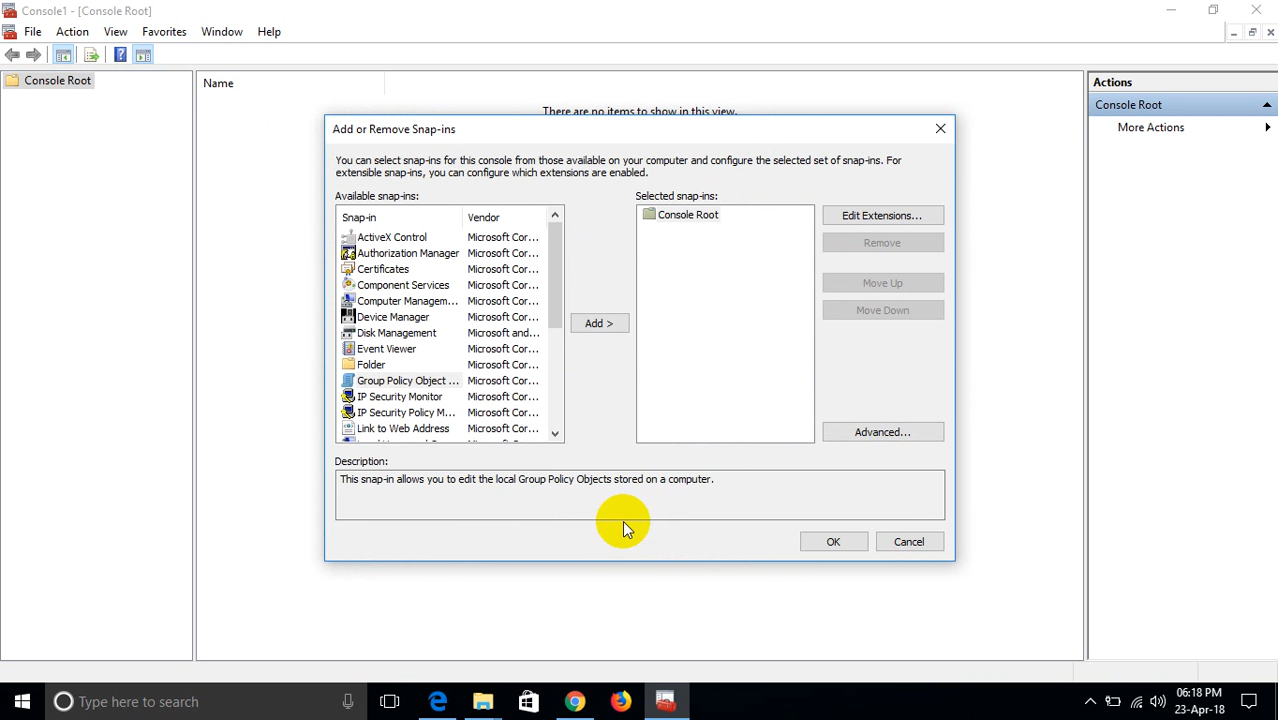 Console1 - [Console Root]
File Action View Favorites Window Help
Console Root
Name
There are no items to show in this view.
Actions
Console Root
More Actions
Add or Remove Snap-ins
You can select snap-ins for this console from those available on your computer and configure the selected set of snap-ins. For
extensible snap-ins, you can configure which extensions are enabled.
Available snap-ins:
Snap-in Vendor
ActiveX Control Microsoft Cor...
Authorization Manager Microsoft Cor...
Certificates Microsoft Cor...
Component Services Microsoft Cor...
Computer Managem... Microsoft Cor...
Device Manager Microsoft Cor...
Disk Management Microsoft and...
Event Viewer Microsoft Cor...
Folder Microsoft Cor...
Group Policy Object ... Microsoft Cor...
IP Security Monitor Microsoft Cor...
IP Security Policy M... Microsoft Cor...
Link to Web Address Microsoft Cor...
Add >
Selected snap-ins:
Console Root
Edit Extensions...
Remove
Move Up
Move Down
Advanced...
Description:
This snap-in allows you to edit the local Group Policy Objects stored on a computer.
OK Cancel
Type here to search
06:18 PM
23-Apr-18